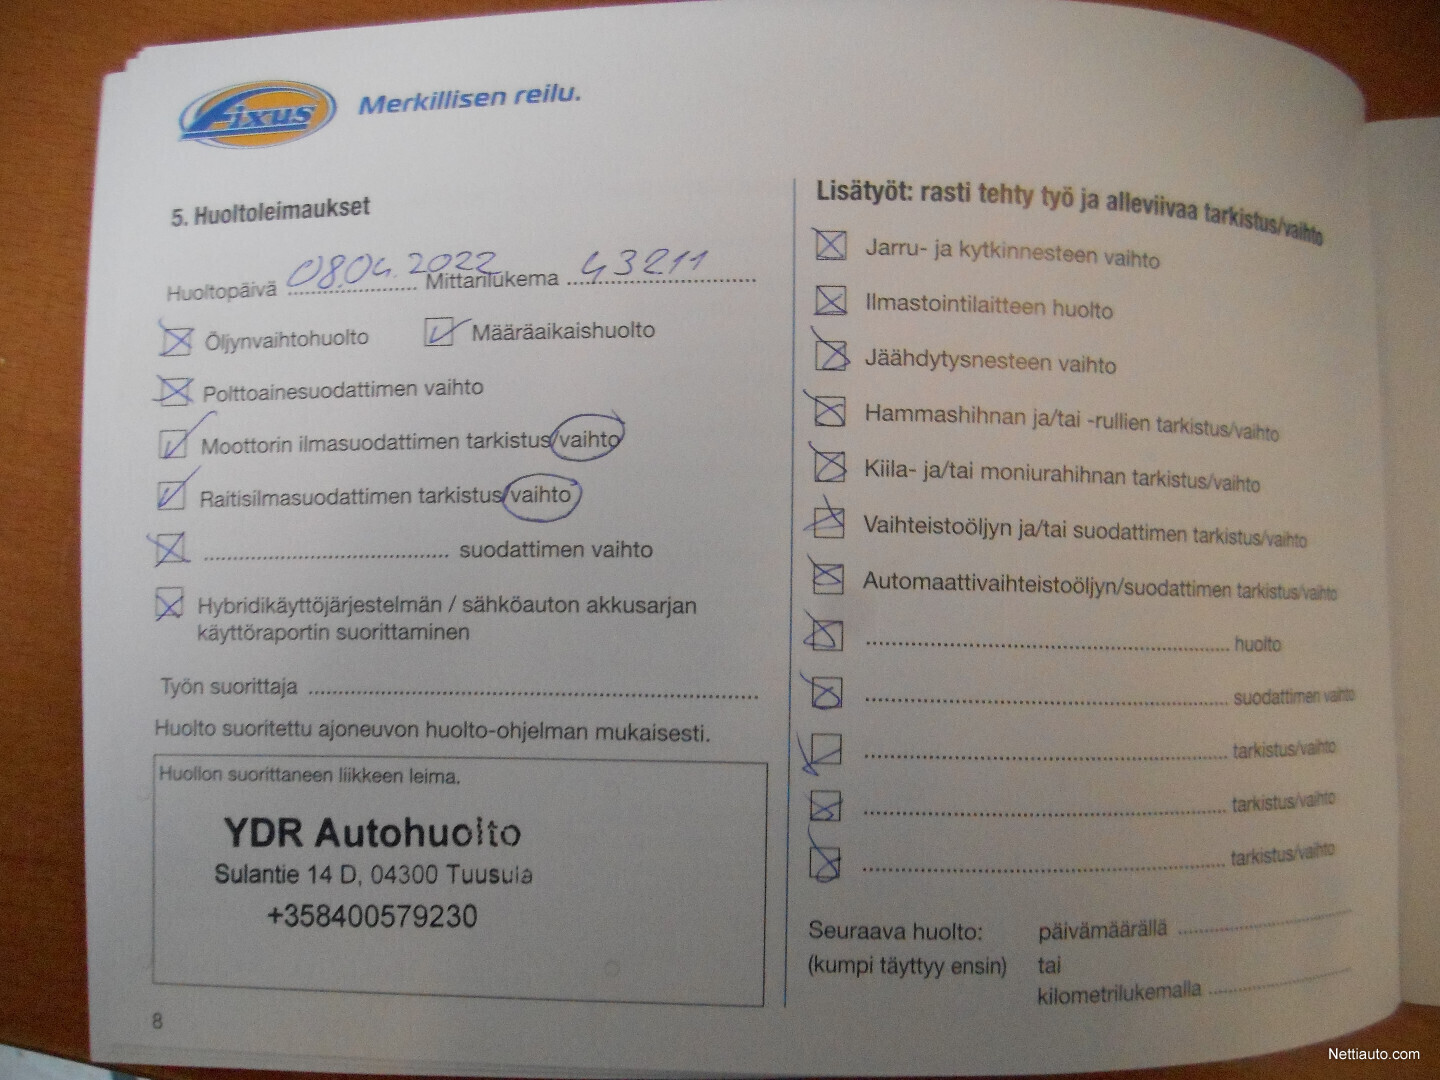 Fixus Merkillisen reilu.
5. Huoltoleimaukset
Huoltopäivä 08.04.2022 Mittarilukema 43211
Öljynvaihtohuolto Määräaikaishuolto
Polttoainesuodattimen vaihto
Moottorin ilmasuodattimen tarkistus/vaihto
Raitisilmasuodattimen tarkistus/vaihto
.......................................... suodattimen vaihto
Hybridikäyttöjärjestelmän / sähköauton akkusarjan
käyttöraportin suorittaminen
Työn suorittaja ..........................................
Huolto suoritettu ajoneuvon huolto-ohjelman mukaisesti.
Huollon suorittaneen liikkeen leima.
YDR Autohuolto
Sulantie 14 D, 04300 Tuusula
+358400579230
8
Lisätyöt: rasti tehty työ ja alleviivaa tarkistus/vaihto
Jarru- ja kytkinnesteen vaihto
Ilmastointilaitteen huolto
Jäähdytysnesteen vaihto
Hammashihnan ja/tai -rullien tarkistus/vaihto
Kiila- ja/tai moniurahihnan tarkistus/vaihto
Vaihteistoöljyn ja/tai suodattimen tarkistus/vaihto
Automaattivaihteistoöljyn/suodattimen tarkistus/vaihto
.......................................... huolto
.......................................... suodattimen vaihto
.......................................... tarkistus/vaihto
.......................................... tarkistus/vaihto
.......................................... tarkistus/vaihto
Seuraava huolto: päivämäärällä ....................
(kumpi täyttyy ensin) tai
kilometrilukemalla ....................
Nettiauto.com